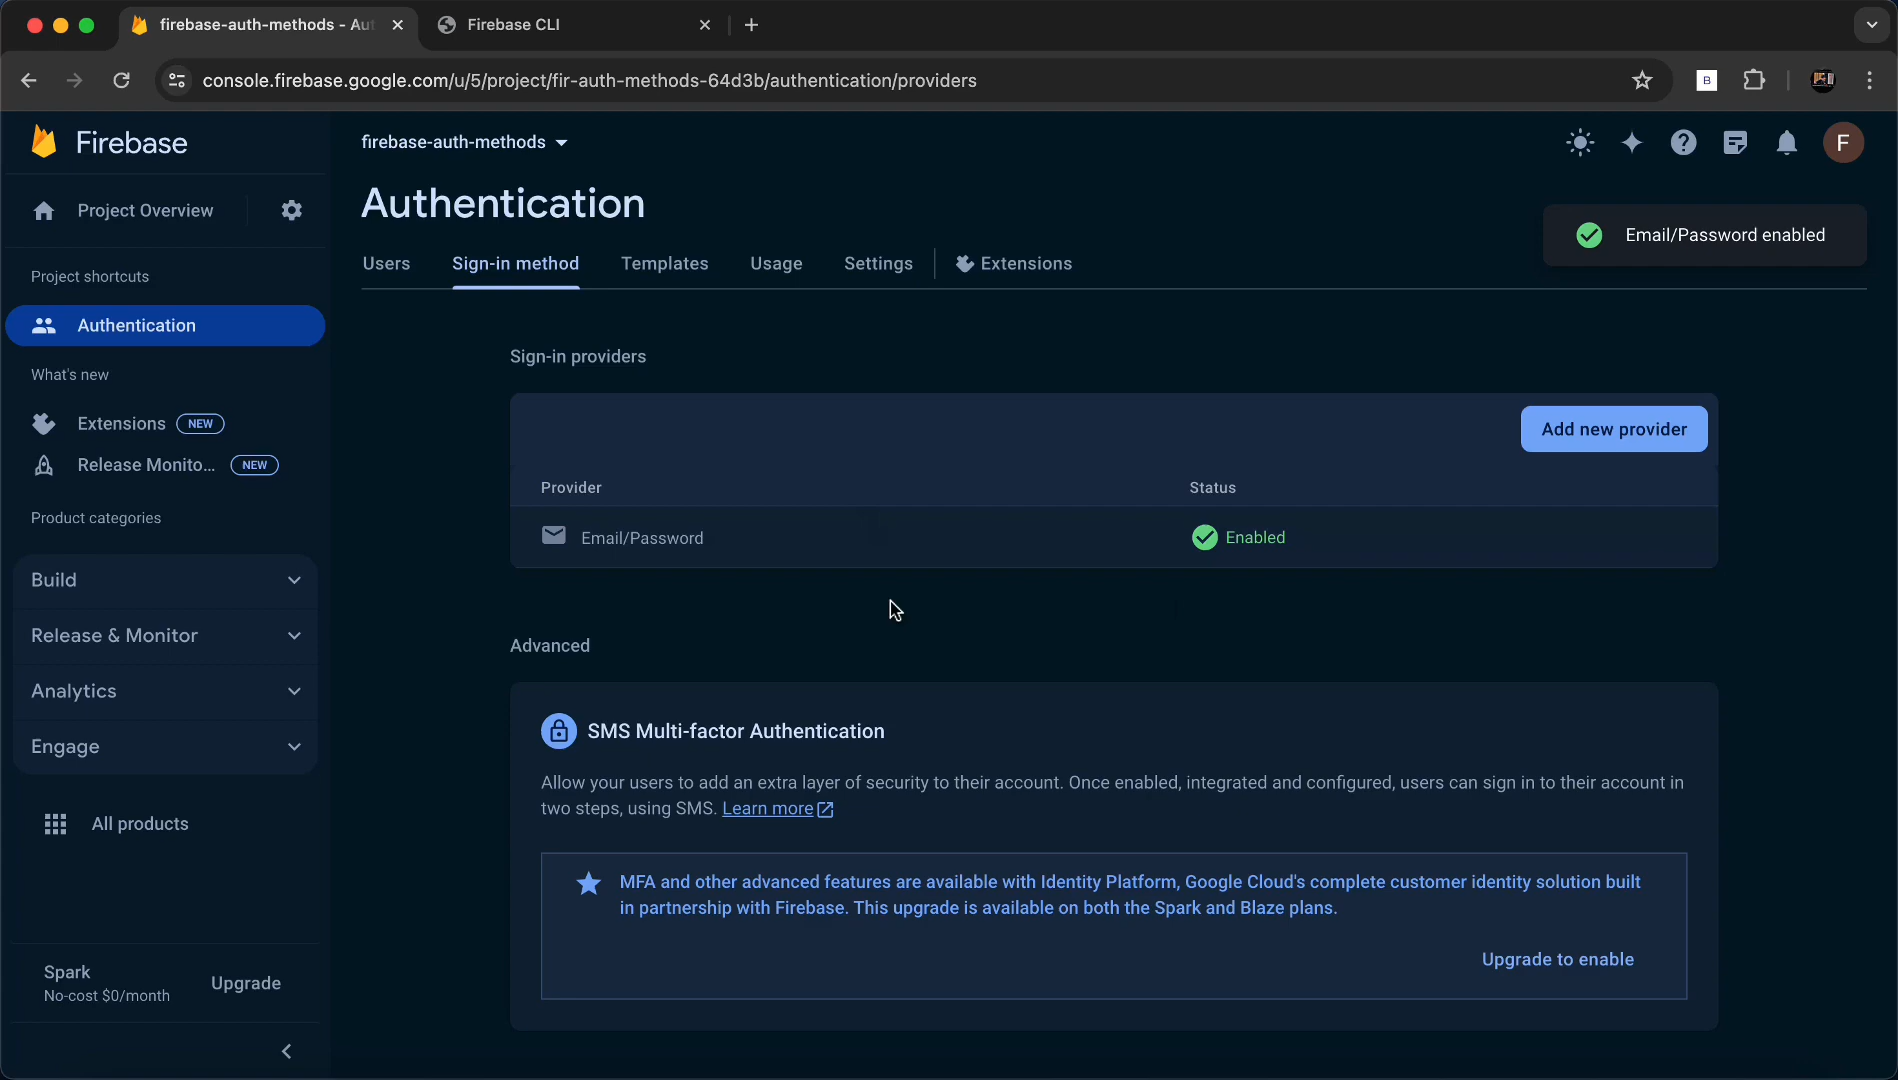 firebase-auth-methods - Aut
Firebase CLI
console.firebase.google.com/u/5/project/fir-auth-methods-64d3b/authentication/providers
B
Firebase
firebase-auth-methods
F
Project Overview
Authentication
Email/Password enabled
Users
Sign-in method
Templates
Usage
Settings
Extensions
Project shortcuts
Authentication
What's new
Extensions NEW
Release Monito... NEW
Product categories
Build
Release & Monitor
Analytics
Engage
All products
Spark
No-cost $0/month
Upgrade
Sign-in providers
Add new provider
Provider
Status
Email/Password
Enabled
Advanced
SMS Multi-factor Authentication
Allow your users to add an extra layer of security to their account. Once enabled, integrated and configured, users can sign in to their account in
two steps, using SMS. Learn more
MFA and other advanced features are available with Identity Platform, Google Cloud's complete customer identity solution built
in partnership with Firebase. This upgrade is available on both the Spark and Blaze plans.
Upgrade to enable